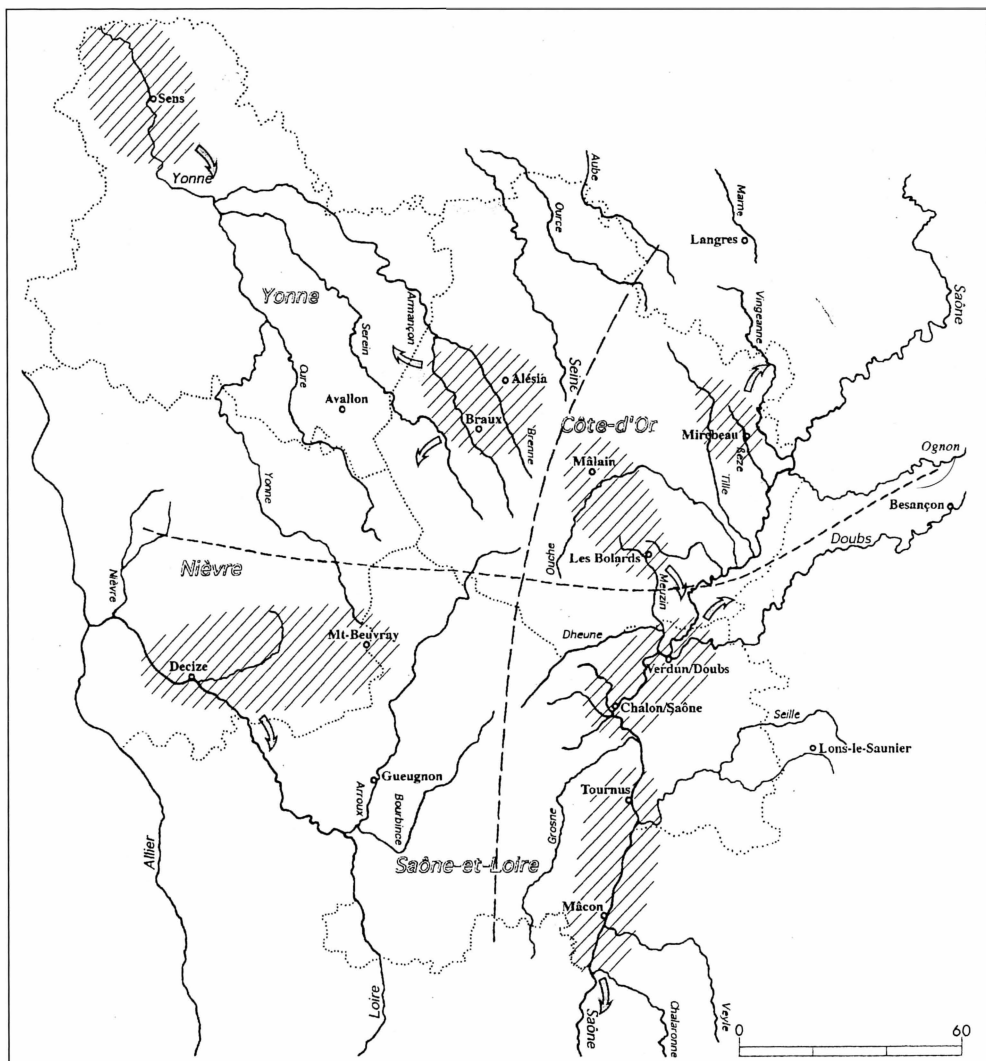 Sens
Yonne
Aube
Ource
Marne
Langres
Saône
Yonne
Armançon
Serein
Vingeanne
Cure
Seine
Alésia
Avallon
Braux
Brenne
Côte-d'Or
Mirebeau
Bèze
Tille
Mâlain
Ognon
Besançon
Doubs
Yonne
Ouche
Les Bolards
Meuzin
Nièvre
Nièvre
Mt-Beuvray
Dheune
Verdun/Doubs
Decize
Châlon/Saône
Seille
Lons-le-Saunier
Gueugnon
Arroux
Bourbince
Tournus
Grosne
Allier
Saône-et-Loire
Mâcon
Loire
Saône
Chalaronne
Veyle
0
60